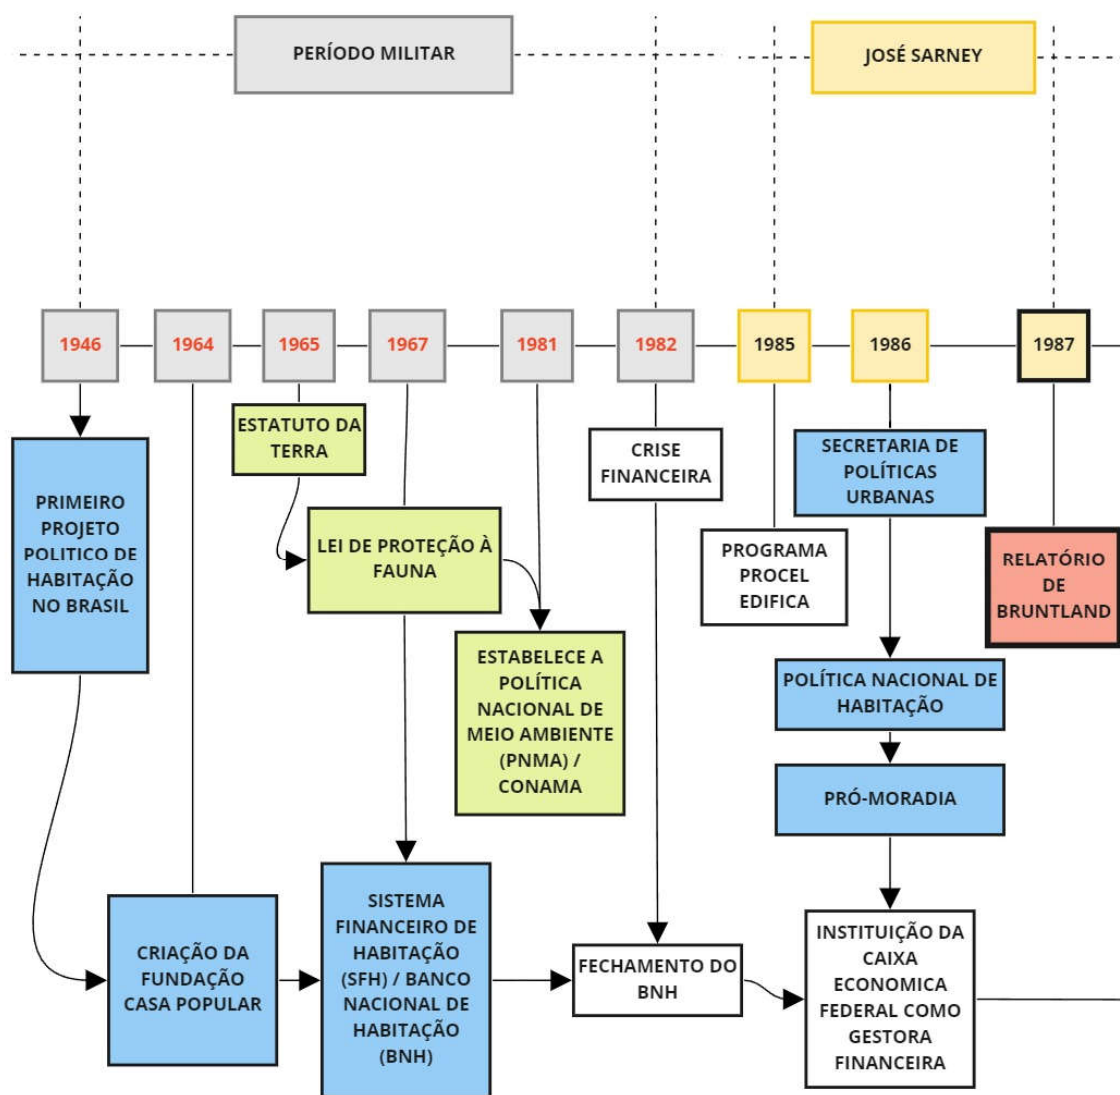 PERÍODO MILITAR
JOSÉ SARNEY
1946
1964
1965
1967
1981
1982
1985
1986
1987
PRIMEIRO
PROJETO
POLITICO DE
HABITAÇÃO
NO BRASIL
ESTATUTO DA
TERRA
LEI DE PROTEÇÃO À
FAUNA
ESTABELECE A
POLÍTICA
NACIONAL DE
MEIO AMBIENTE
(PNMA) /
CONAMA
CRISE
FINANCEIRA
PROGRAMA
PROCEL
EDIFICA
SECRETARIA DE
POLÍTICAS
URBANAS
RELATÓRIO
DE
BRUNTLAND
POLÍTICA NACIONAL DE
HABITAÇÃO
PRÓ-MORADIA
CRIAÇÃO DA
FUNDAÇÃO
CASA POPULAR
SISTEMA
FINANCEIRO DE
HABITAÇÃO
(SFH) / BANCO
NACIONAL DE
HABITAÇÃO
(BNH)
FECHAMENTO DO
BNH
INSTITUIÇÃO DA
CAIXA
ECONOMICA
FEDERAL COMO
GESTORA
FINANCEIRA